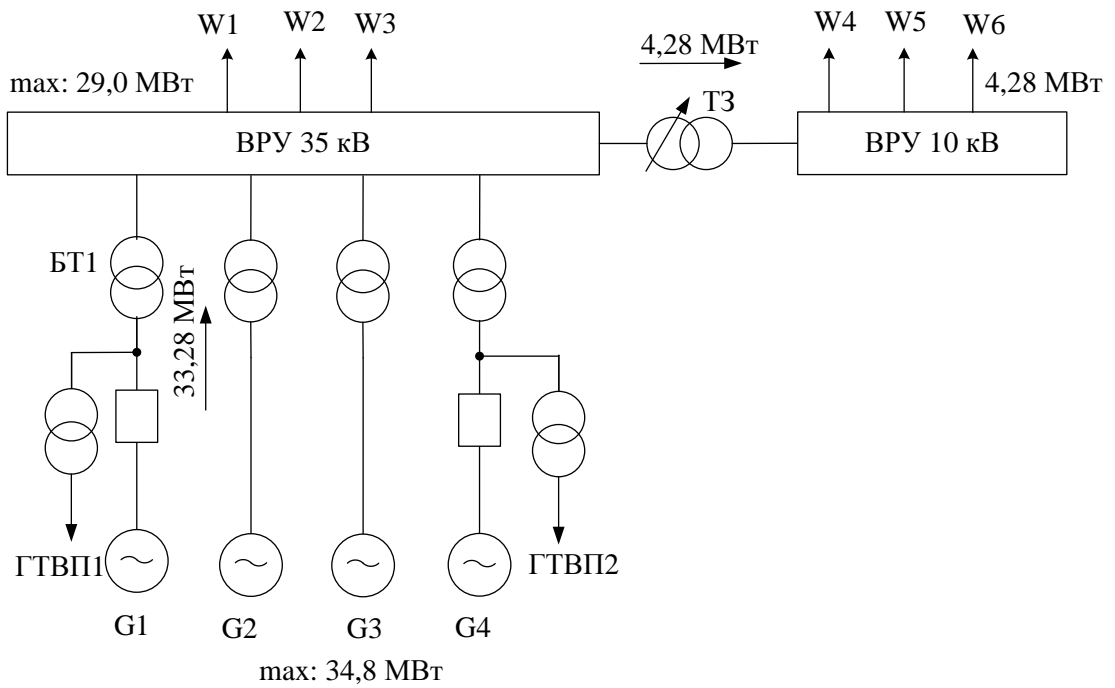 W1 W2 W3
4,28 МВт
W4 W5 W6
max: 29,0 МВт
Т3
4,28 МВт
ВРУ 35 кВ
ВРУ 10 кВ
БТ1
33,28 МВт
ГТВП1
ГТВП2
G1 G2 G3 G4
max: 34,8 МВт